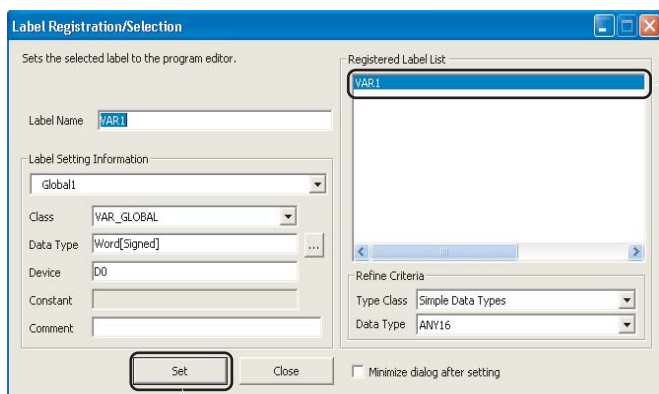 Label Registration/Selection
Sets the selected label to the program editor.
Label Name VAR1
Label Setting Information
Global1
Class VAR_GLOBAL
Data Type Word[Signed] ...
Device D0
Constant
Comment
Set Close
Registered Label List
VAR1
Refine Criteria
Type Class Simple Data Types
Data Type ANY16
Minimize dialog after setting